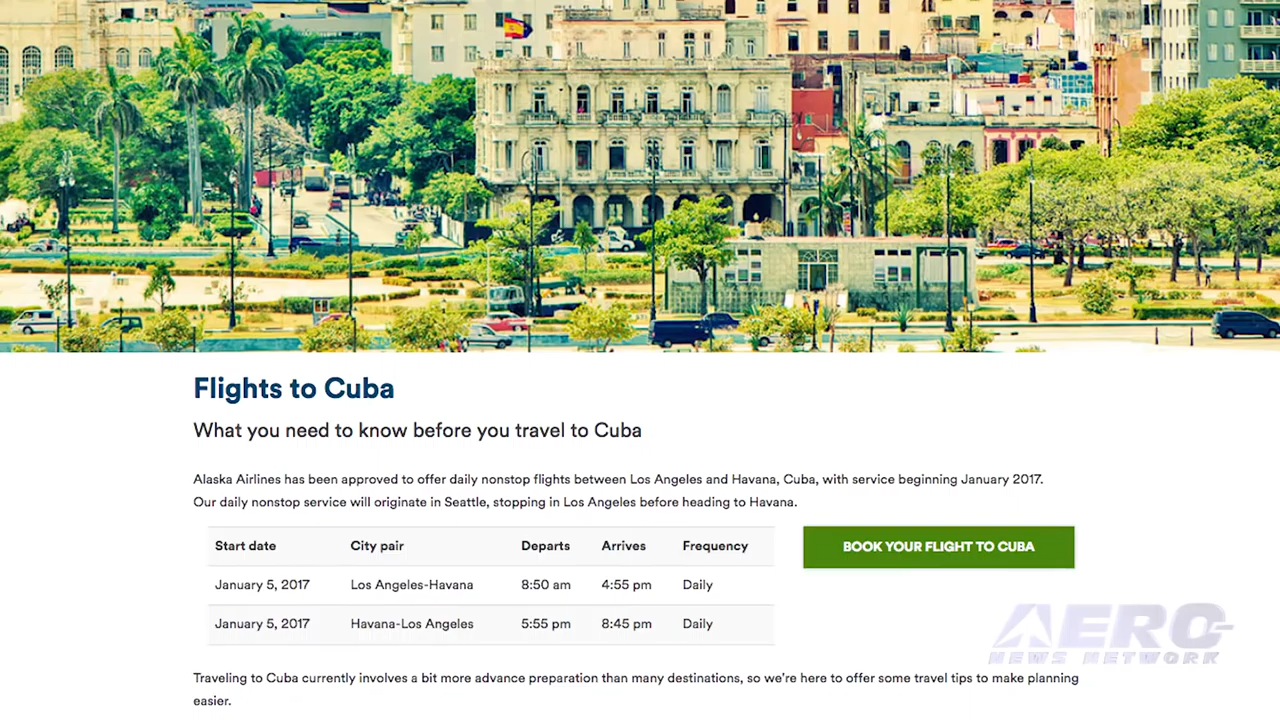 Flights to Cuba
What you need to know before you travel to Cuba
Alaska Airlines has been approved to offer daily nonstop flights between Los Angeles and Havana, Cuba, with service beginning January 2017.
Our daily nonstop service will originate in Seattle, stopping in Los Angeles before heading to Havana.
Start date City pair Departs Arrives Frequency
January 5, 2017 Los Angeles-Havana 8:50 am 4:55 pm Daily
January 5, 2017 Havana-Los Angeles 5:55 pm 8:45 pm Daily
BOOK YOUR FLIGHT TO CUBA
AERO
NEWS NETWORK
Traveling to Cuba currently involves a bit more advance preparation than many destinations, so we're here to offer some travel tips to make planning
easier.